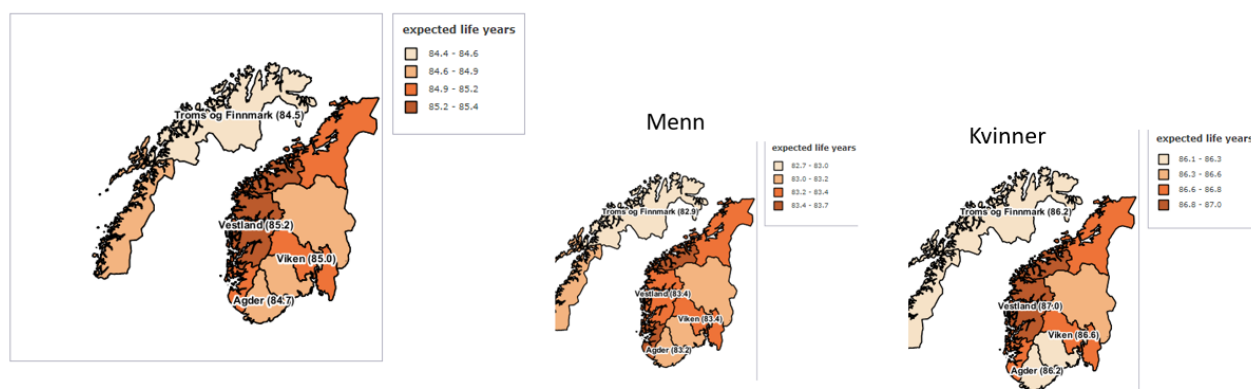 expected life years
84.4 - 84.6
84.6 - 84.9
84.9 - 85.2
85.2 - 85.4
Troms og Finnmark (84.5)
Vestland (85.2)
Viken (85.0)
Agder (84.7)
Menn
expected life years
82.7 - 83.0
83.0 - 83.2
83.2 - 83.4
83.4 - 83.7
Troms og Finnmark (82.9)
Vestland (83.4)
Viken (83.4)
Agder (83.2)
Kvinner
expected life years
86.1 - 86.3
86.3 - 86.6
86.6 - 86.8
86.8 - 87.0
Troms og Finnmark (86.2)
Vestland (87.0)
Viken (86.6)
Agder (86.2)